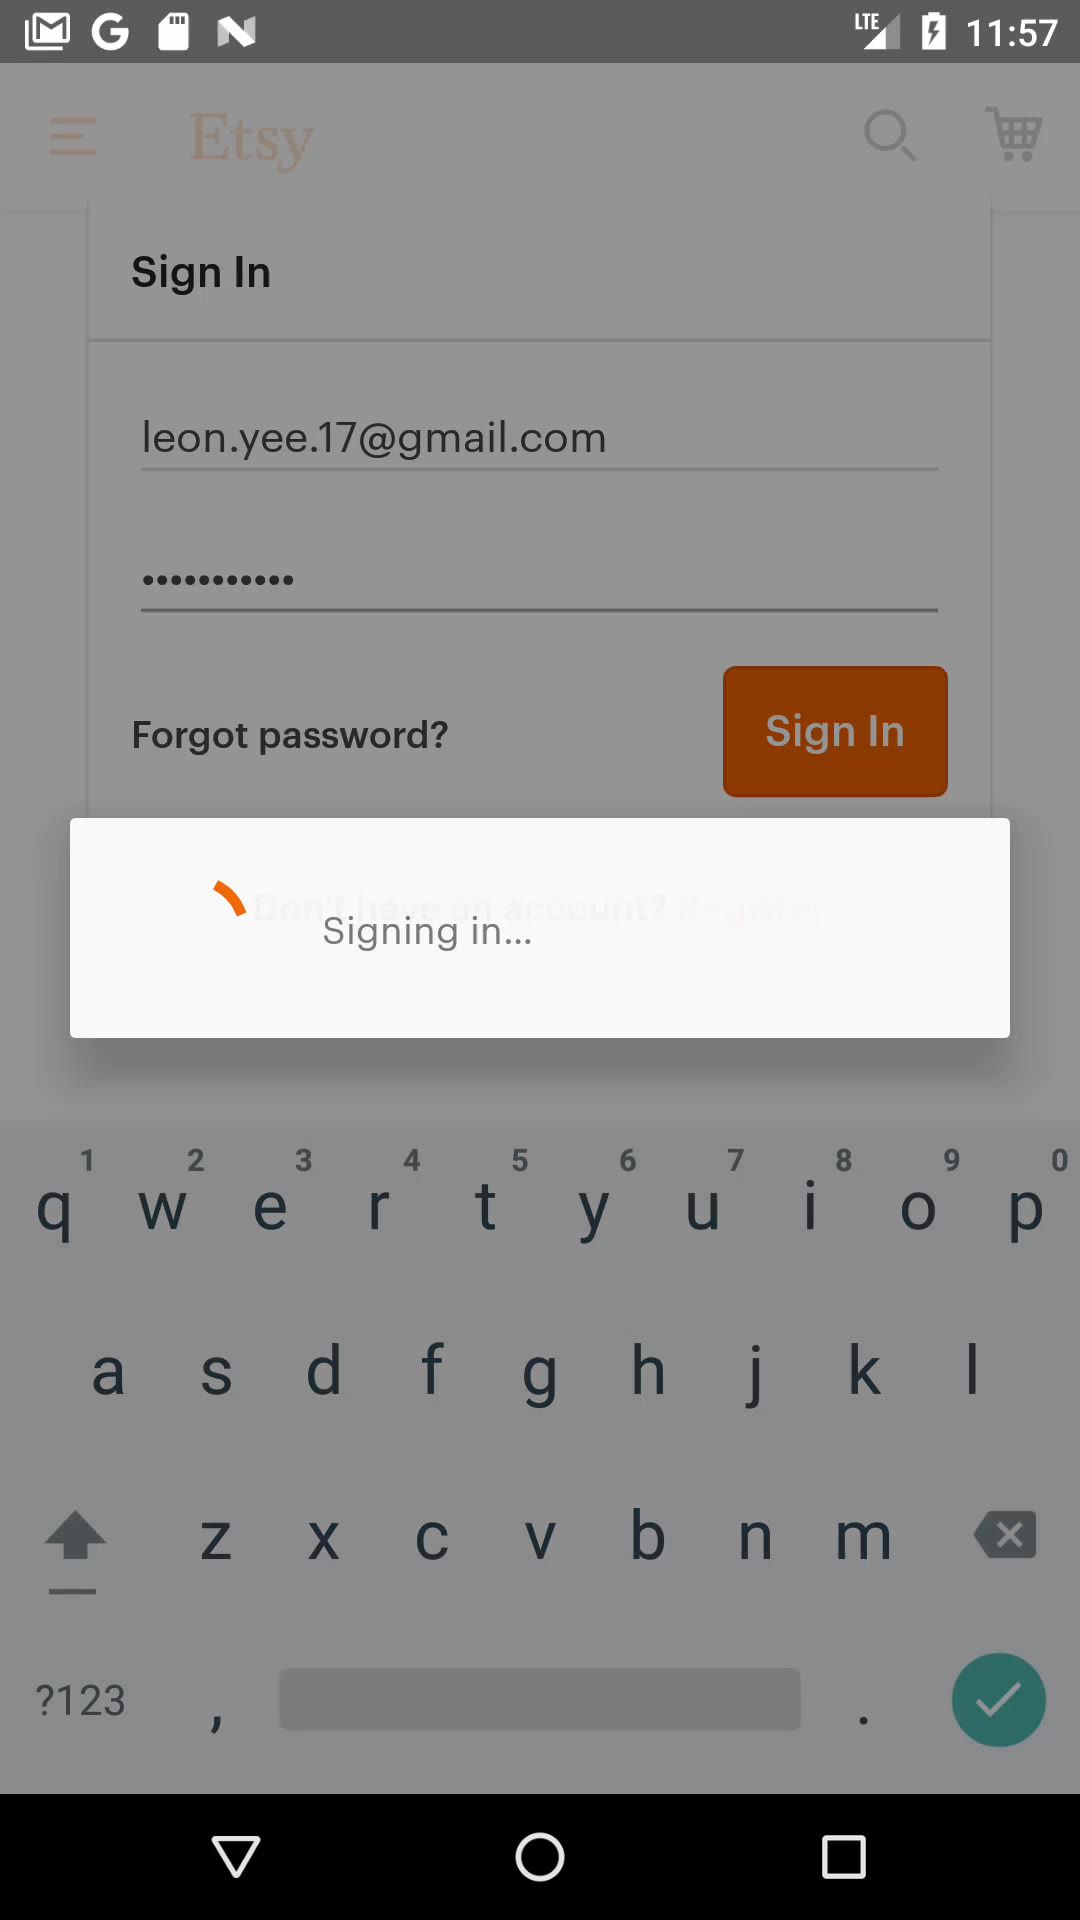 LTE 11:57
Etsy
Sign In
leon.yee.17@gmail.com
•••••••••••
Forgot password? Sign In
Don't have an account? Register
Signing in...
1 2 3 4 5 6 7 8 9 0
q w e r t y u i o p
a s d f g h j k l
z x c v b n m
?123 , .